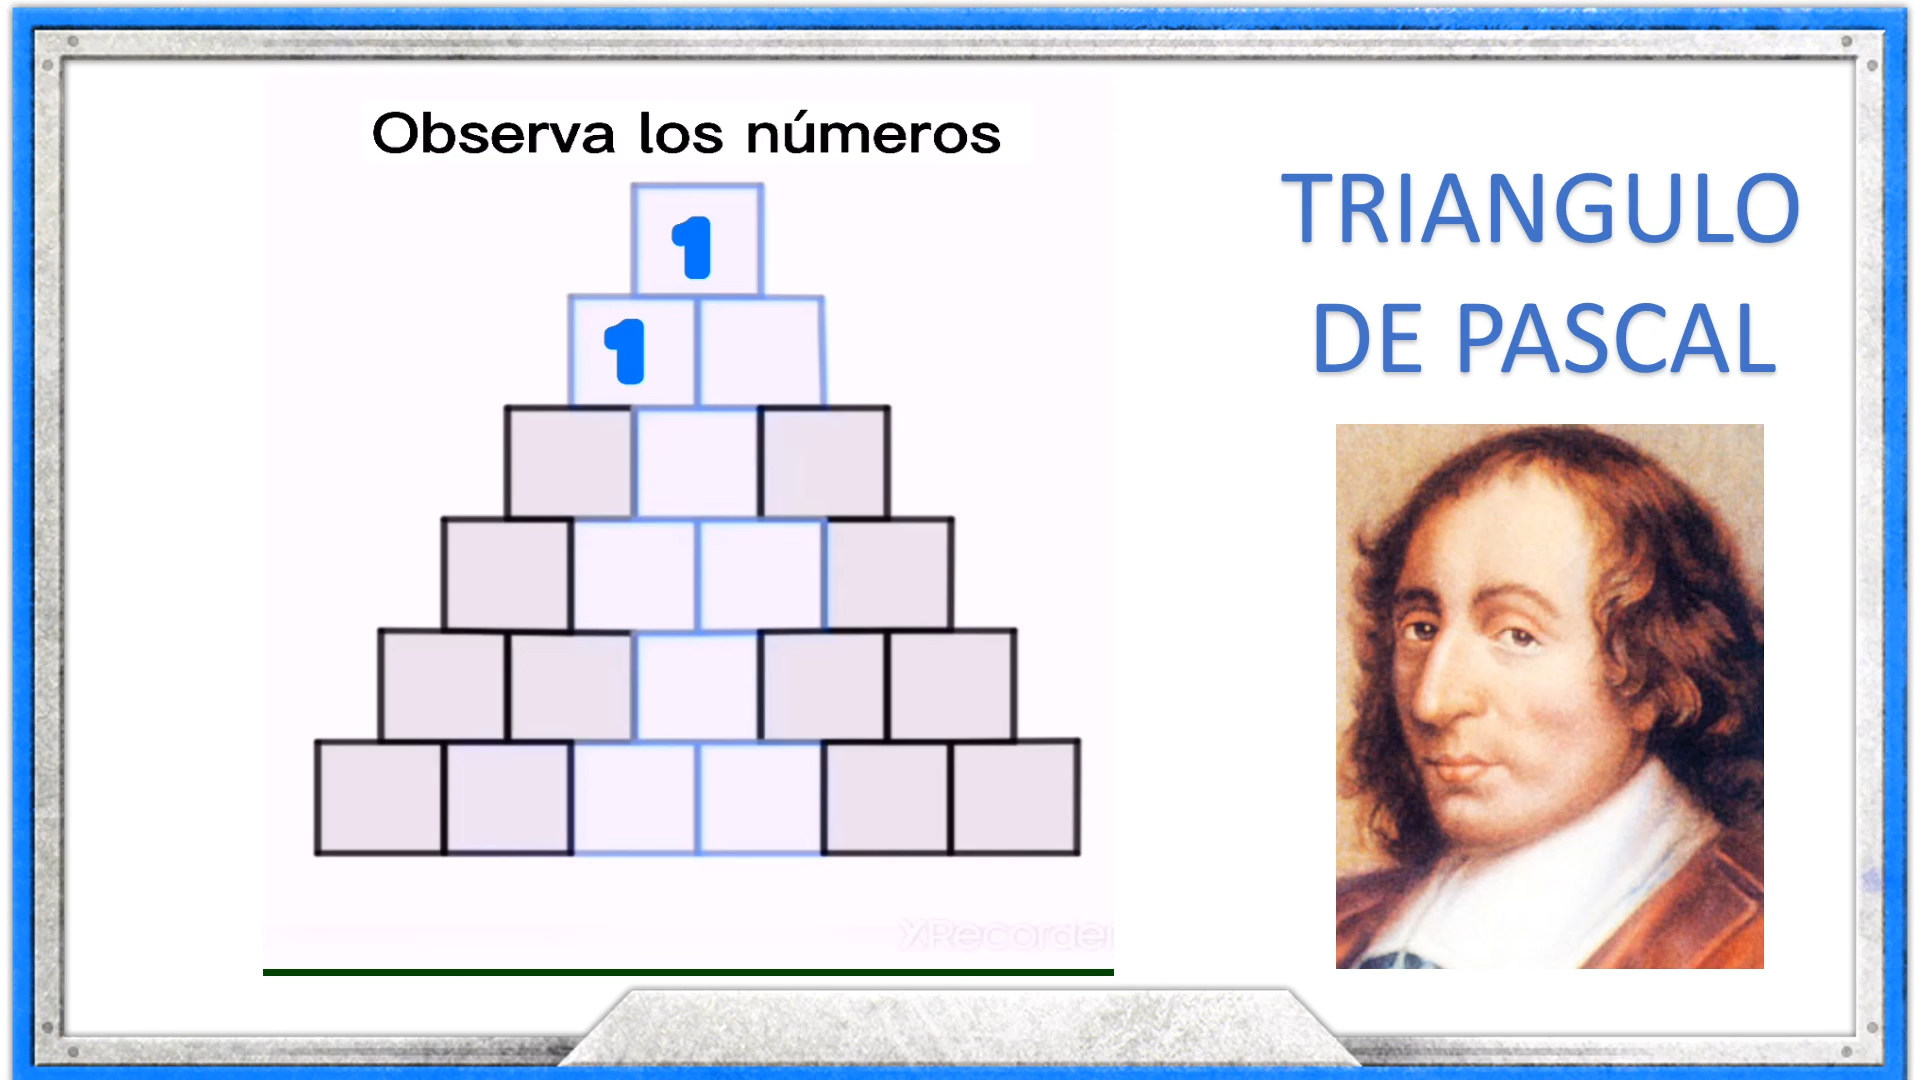 Observa los números
1
1
TRIANGULO
DE PASCAL
XRecorder